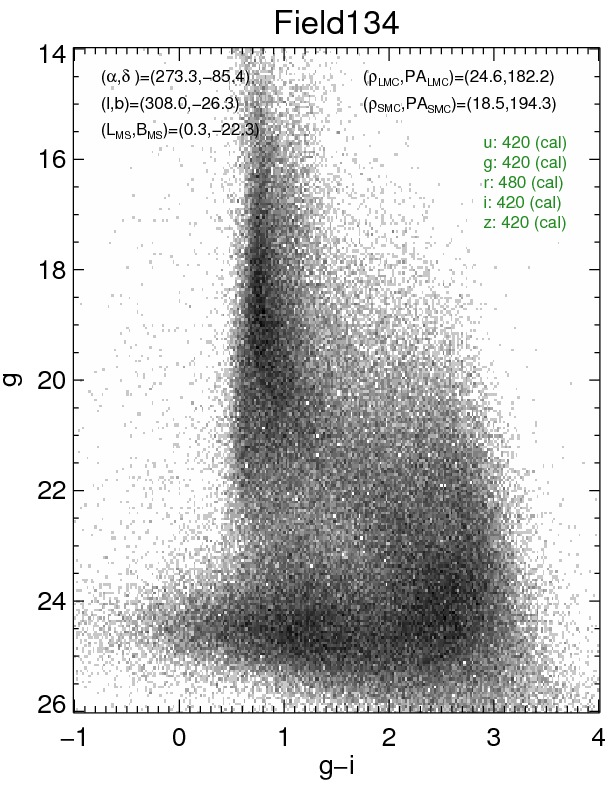 Field134
(α,δ )=(273.3,−85.4)
(l,b)=(308.0,−26.3)
(LMS,BMS)=(0.3,−22.3)
(ρLMC,PALMC)=(24.6,182.2)
(ρSMC,PASMC)=(18.5,194.3)
u: 420 (cal)
g: 420 (cal)
r: 480 (cal)
i: 420 (cal)
z: 420 (cal)
14
16
18
20
22
24
26
g
−1 0 1 2 3 4
g−i